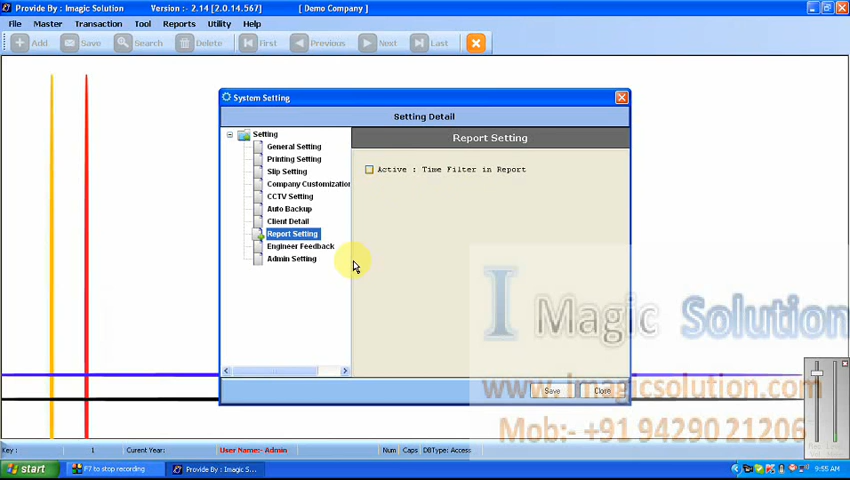 Provide By : Imagic Solution Version :- 2.14 [2.0.14.567] [ Demo Company ]
File Master Transaction Tool Reports Utility Help
Add Save Search Delete First Previous Next Last
System Setting
Setting Detail
Setting
General Setting
Printing Setting
Slip Setting
Company Customization
CCTV Setting
Auto Backup
Client Detail
Report Setting
Engineer Feedback
Admin Setting
Report Setting
Active : Time Filter in Report
Save Close
I Magic Solution
www.imagicsolution.com
Mob:- +91 94290 21206
Key : 1 Current Year: User Name:- Admin Num Caps DBType: Access
start F7 to stop recording Provide By : Imagic S... 9:55 AM